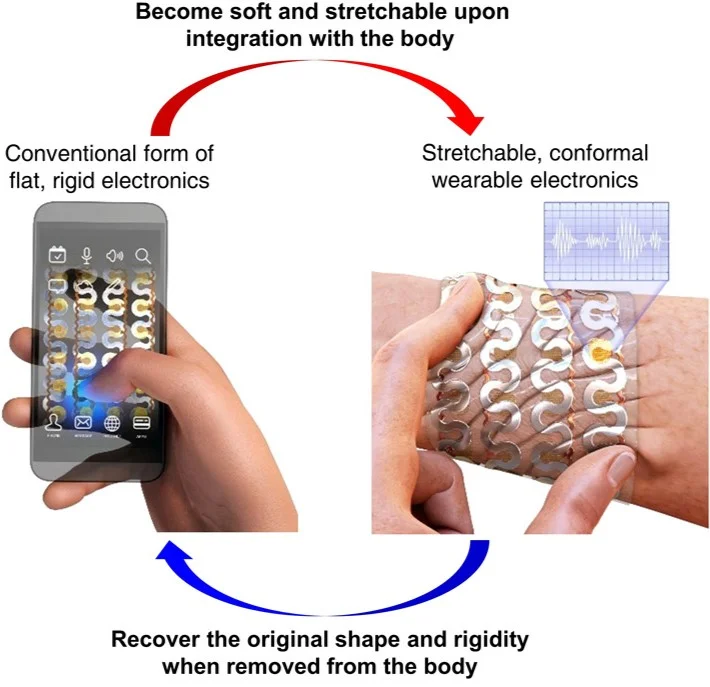 Become soft and stretchable upon
integration with the body
Conventional form of
flat, rigid electronics
Stretchable, conformal
wearable electronics
Recover the original shape and rigidity
when removed from the body